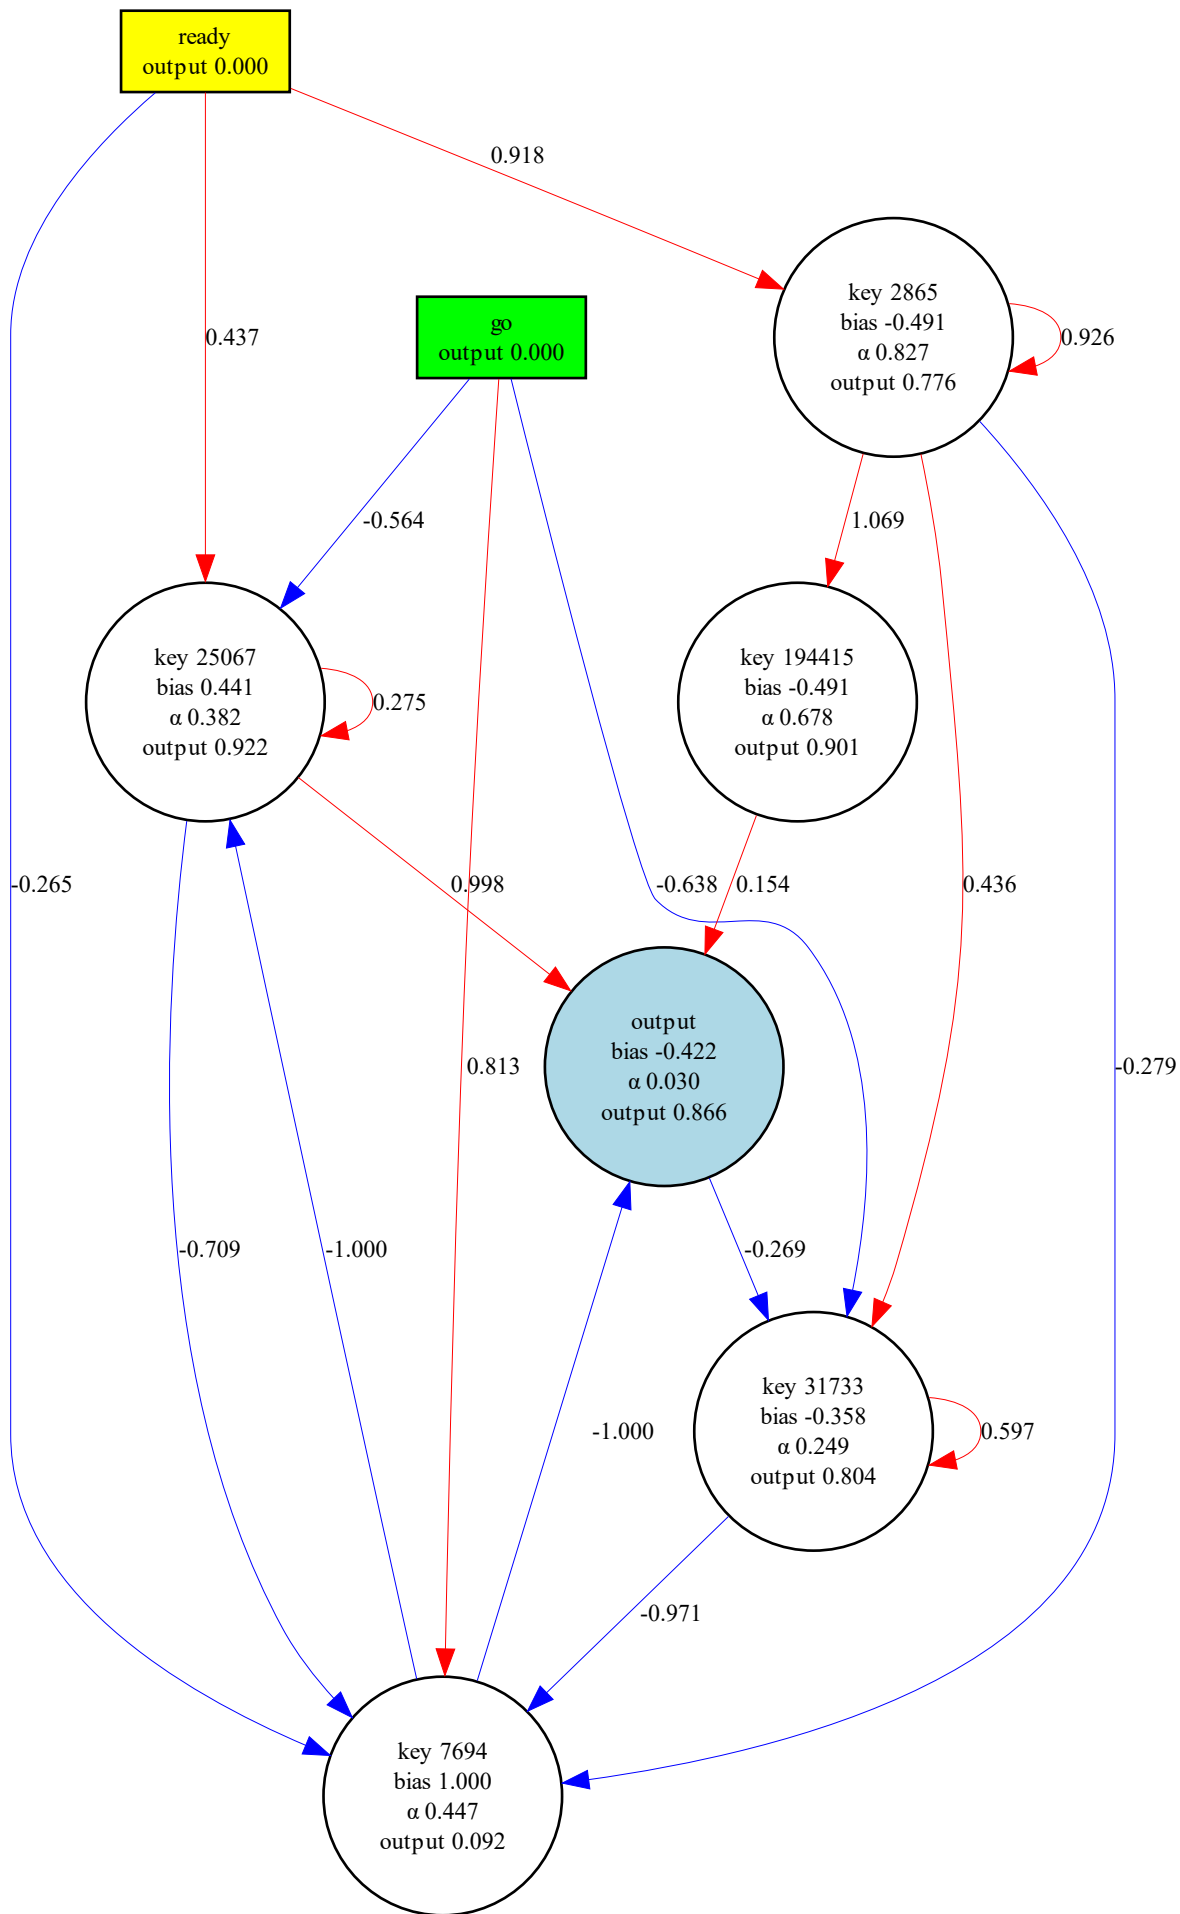 ready
output 0.000
0.918
key 2865
bias -0.491
α 0.827
output 0.776
0.926
go
output 0.000
0.437
-0.564
1.069
key 25067
bias 0.441
α 0.382
output 0.922
0.275
key 194415
bias -0.491
α 0.678
output 0.901
-0.265
0.998
-0.638
0.154
0.436
output
bias -0.422
α 0.030
output 0.866
0.813
-0.279
-0.709
-1.000
-0.269
key 31733
bias -0.358
α 0.249
output 0.804
-1.000
0.597
-0.971
key 7694
bias 1.000
α 0.447
output 0.092